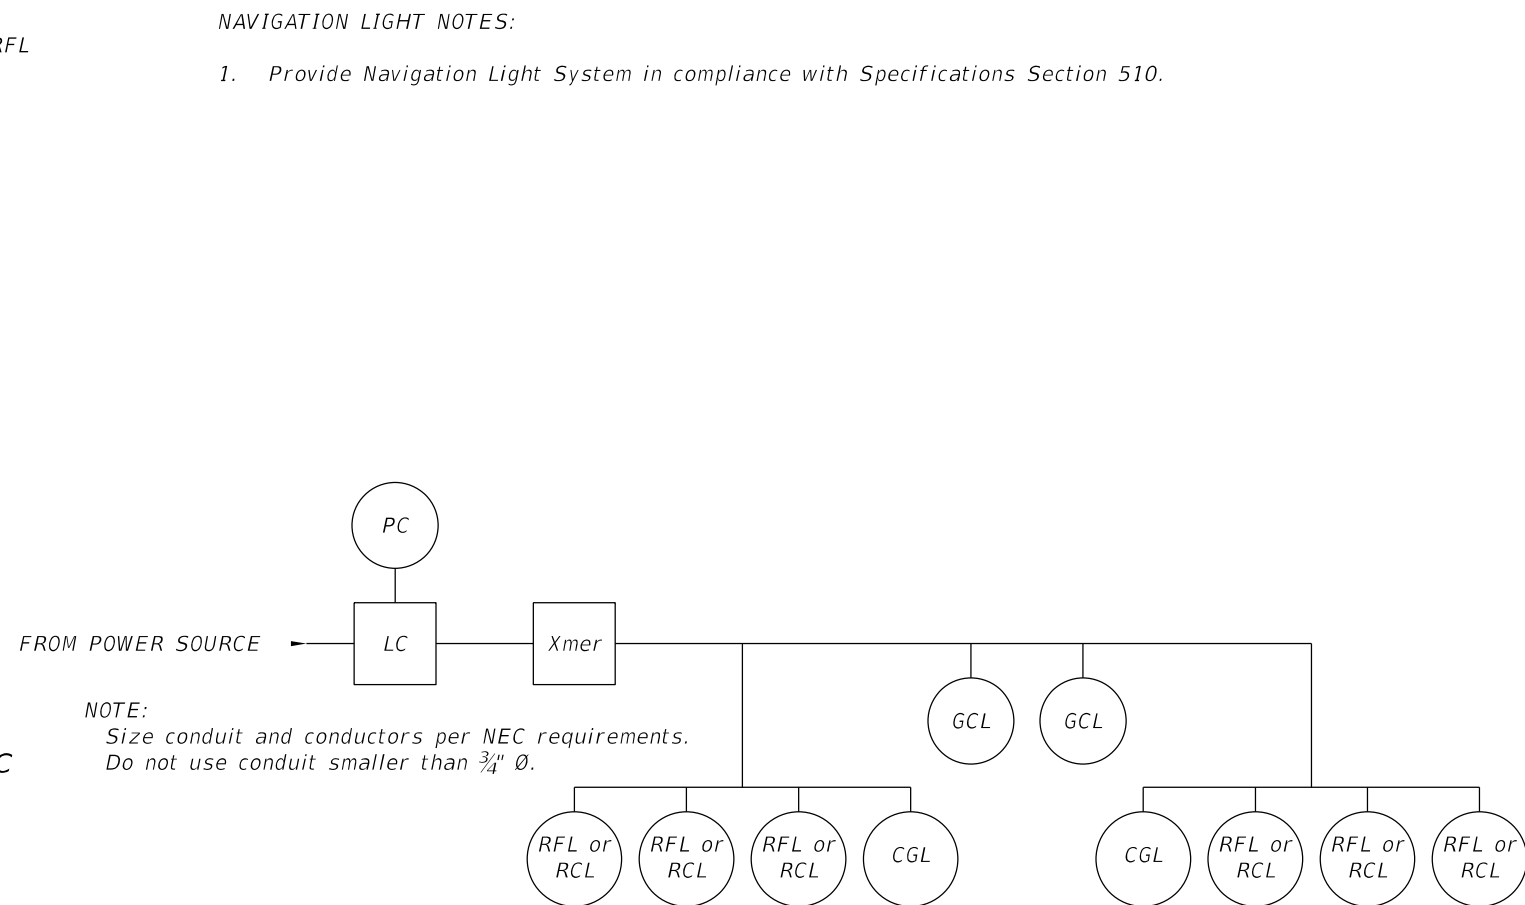 NAVIGATION LIGHT NOTES:
RFL
1. Provide Navigation Light System in compliance with Specifications Section 510.
PC
FROM POWER SOURCE
LC
Xmer
GCL
GCL
NOTE:
Size conduit and conductors per NEC requirements.
Do not use conduit smaller than ¾" Ø.
C
RFL or
RCL
RFL or
RCL
RFL or
RCL
CGL
CGL
RFL or
RCL
RFL or
RCL
RFL or
RCL